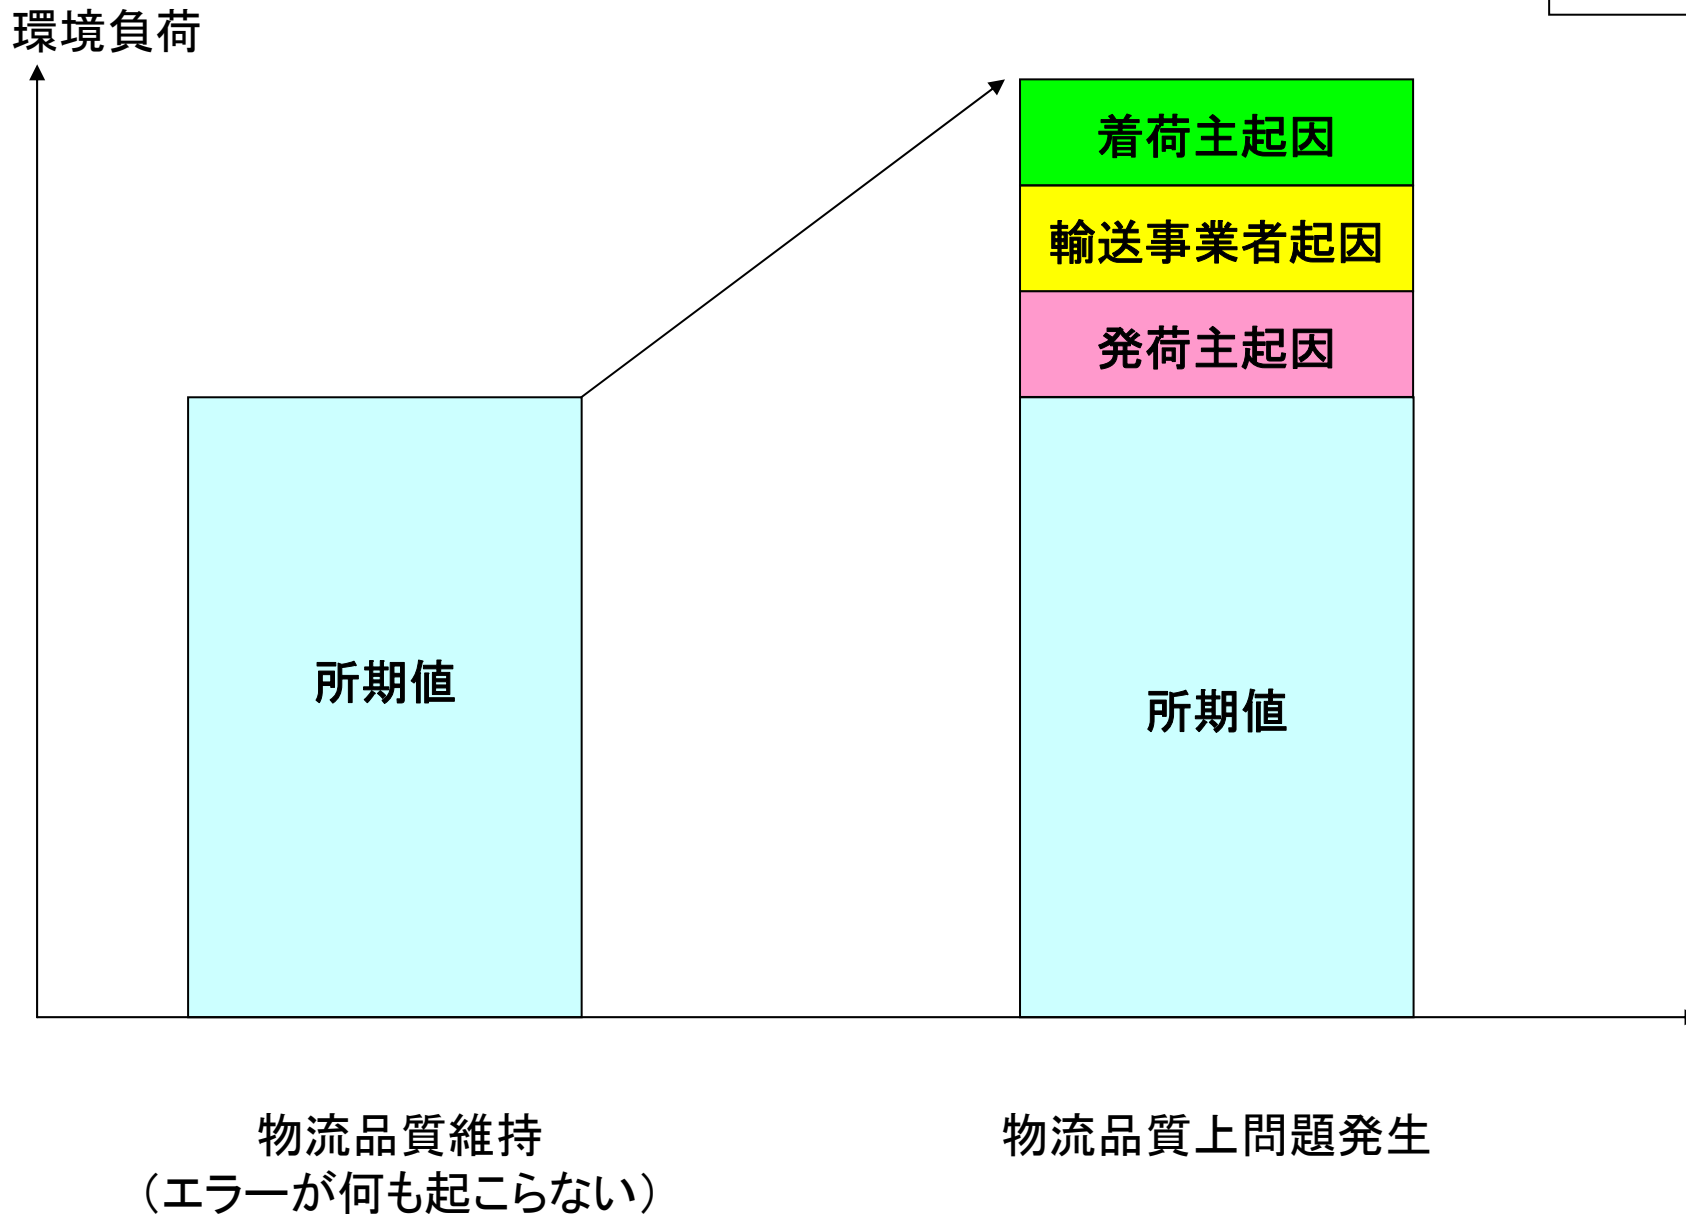 環境負荷
着荷主起因
輸送事業者起因
発荷主起因
所期値
所期値
物流品質維持
（エラーが何も起こらない）
物流品質上問題発生